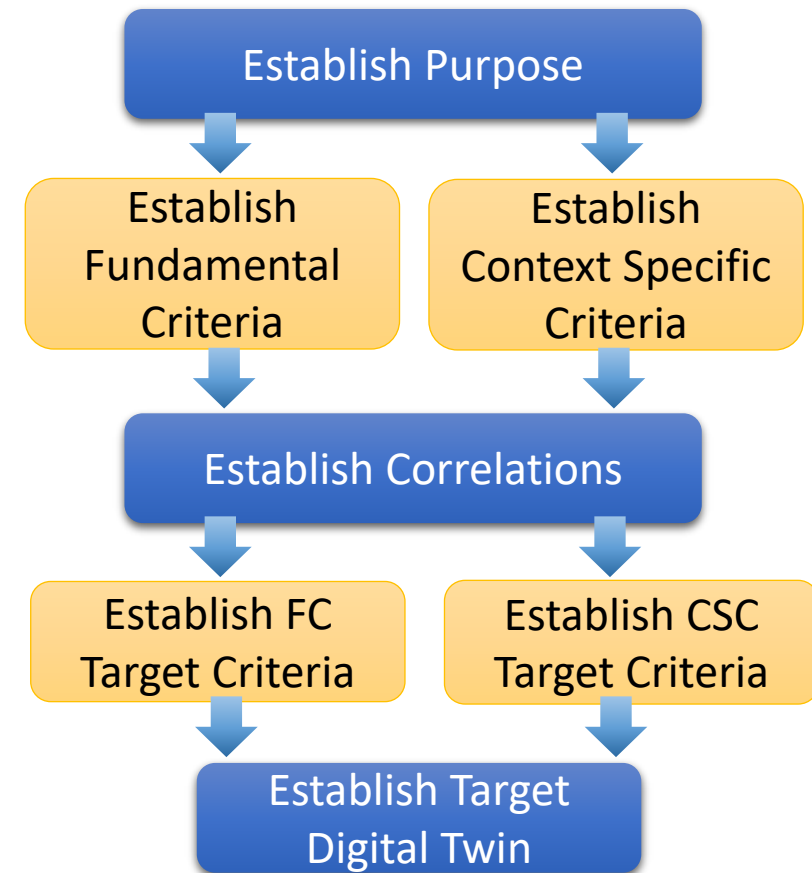 Establish Purpose
Establish
Fundamental
Criteria
Establish
Context Specific
Criteria
Establish Correlations
Establish FC
Target Criteria
Establish CSC
Target Criteria
Establish Target
Digital Twin